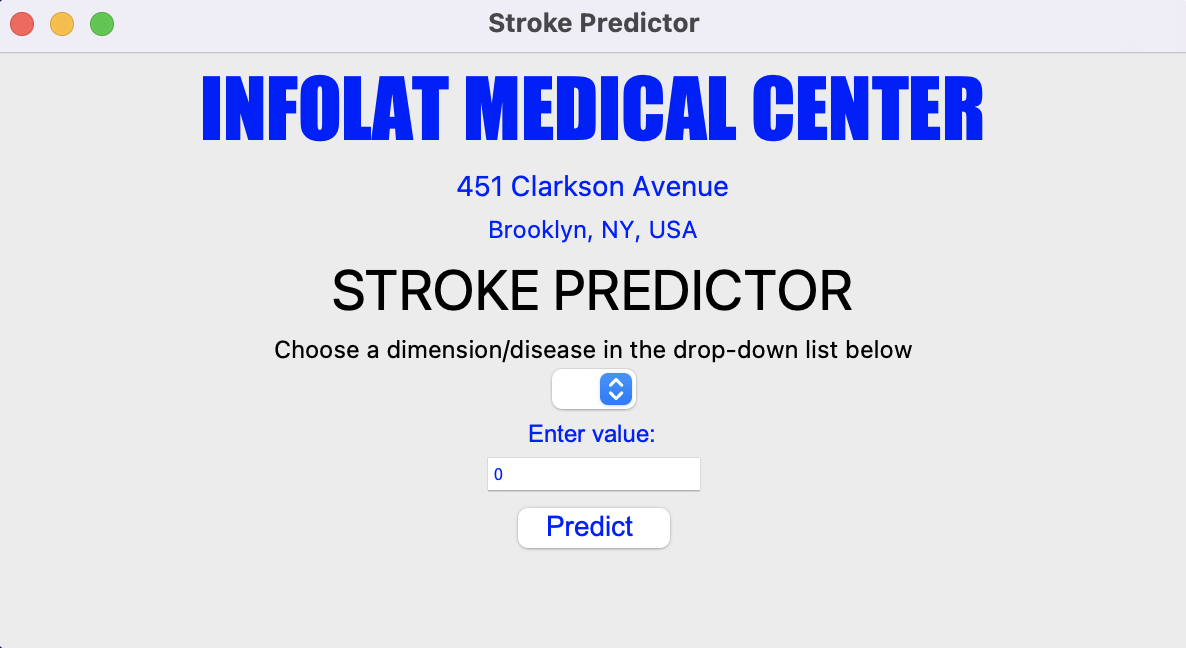 Stroke Predictor
INFOLAT MEDICAL CENTER
451 Clarkson Avenue
Brooklyn, NY, USA
STROKE PREDICTOR
Choose a dimension/disease in the drop-down list below
Enter value:
0
Predict